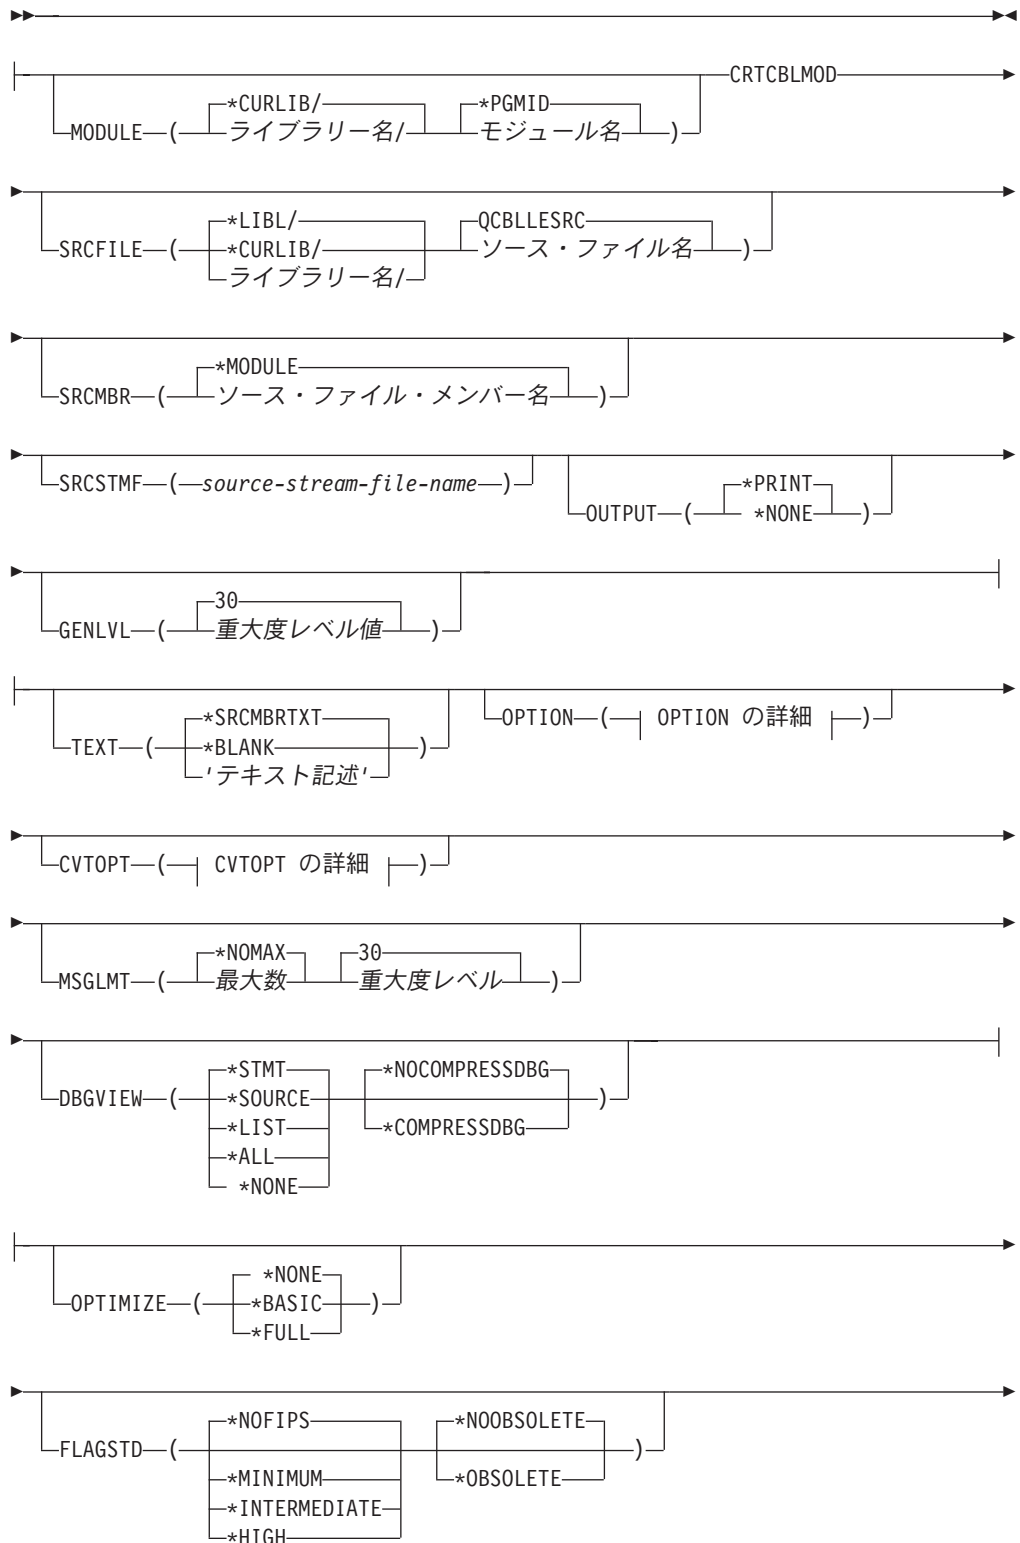 CRTCBLMOD
*CURLIB/ *PGMID
MODULE ( ライブラリー名/ モジュール名 )
*LIBL/ QCBLLESRC
SRCFILE ( *CURLIB/ ソース・ファイル名 )
ライブラリー名/
*MODULE
SRCMBR ( ソース・ファイル・メンバー名 )
SRCSTMF ( source-stream-file-name ) *PRINT
OUTPUT ( *NONE )
30
GENLVL ( 重大度レベル値 )
*SRCMBRTXT OPTION ( OPTION の詳細 )
TEXT ( *BLANK )
'テキスト記述'
CVTOPT ( CVTOPT の詳細 )
*NOMAX 30
MSGLMT ( 最大数 重大度レベル )
*STMT *NOCOMPRESSDBG
DBGVIEW ( *SOURCE )
*LIST *COMPRESSDBG
*ALL
*NONE
*NONE
OPTIMIZE ( *BASIC )
*FULL
*NOFIPS *NOOBSOLETE
FLAGSTD ( )
*MINIMUM *OBSOLETE
*INTERMEDIATE
*HIGH